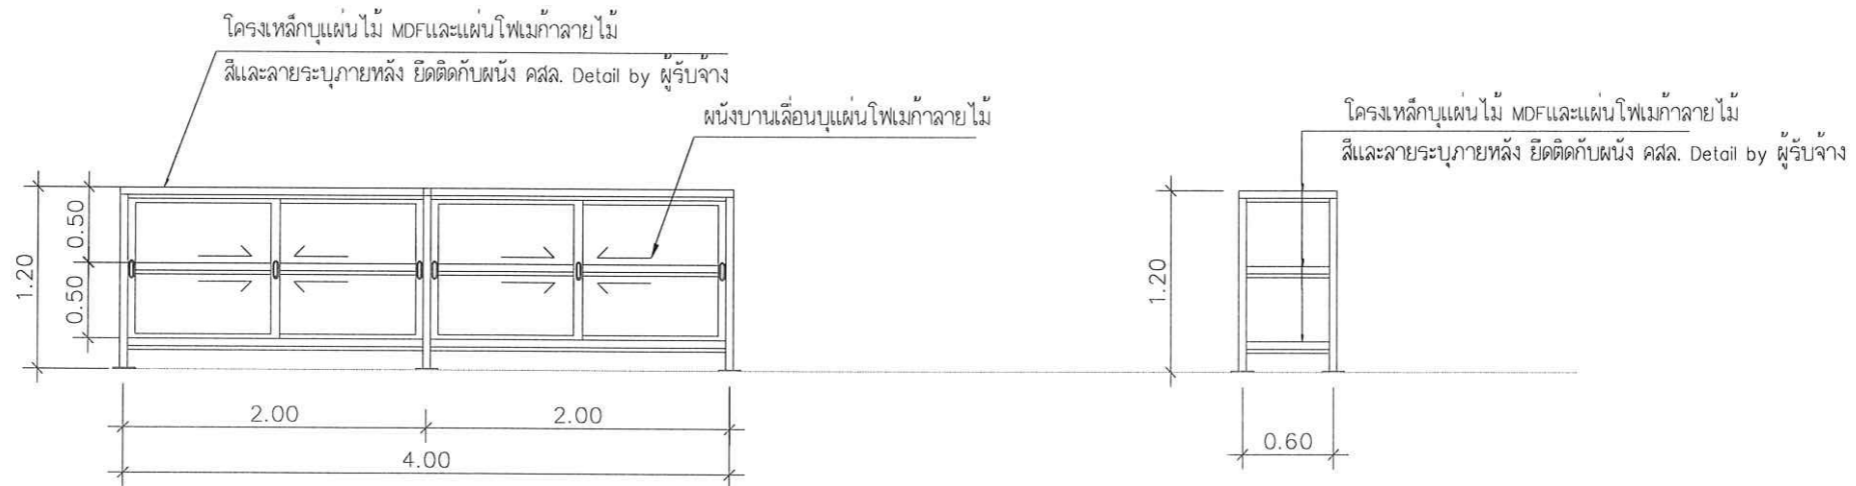 โครงเหล็กบุแผ่นไม้ MDFและแผ่นโฟเมก้าลายไม้
สีและลายระบุภายหลัง ยึดติดกับผนัง คสล. Detail by ผู้รับจ้าง
ผนังบานเลื่อนบุแผ่นโฟเมก้าลายไม้
โครงเหล็กบุแผ่นไม้ MDFและแผ่นโฟเมก้าลายไม้
สีและลายระบุภายหลัง ยึดติดกับผนัง คสล. Detail by ผู้รับจ้าง
1.20
0.50
0.50
2.00
2.00
4.00
1.20
0.60